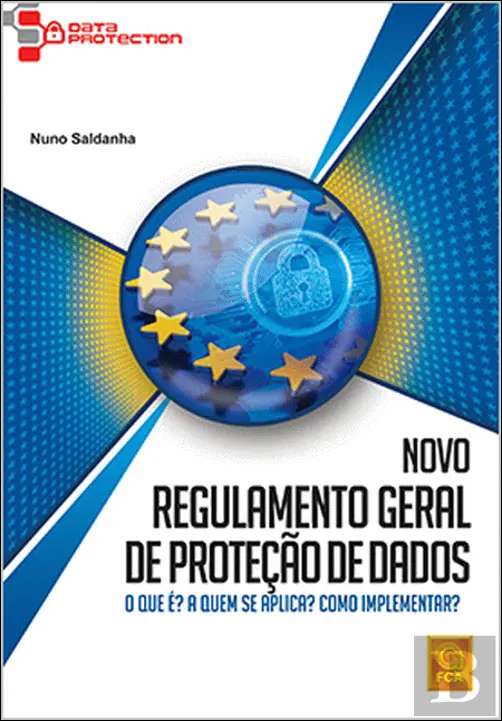 DATA
PROTECTION
Nuno Saldanha
NOVO
REGULAMENTO GERAL
DE PROTEÇÃO DE DADOS
O QUE É? A QUEM SE APLICA? COMO IMPLEMENTAR?
B
FCA